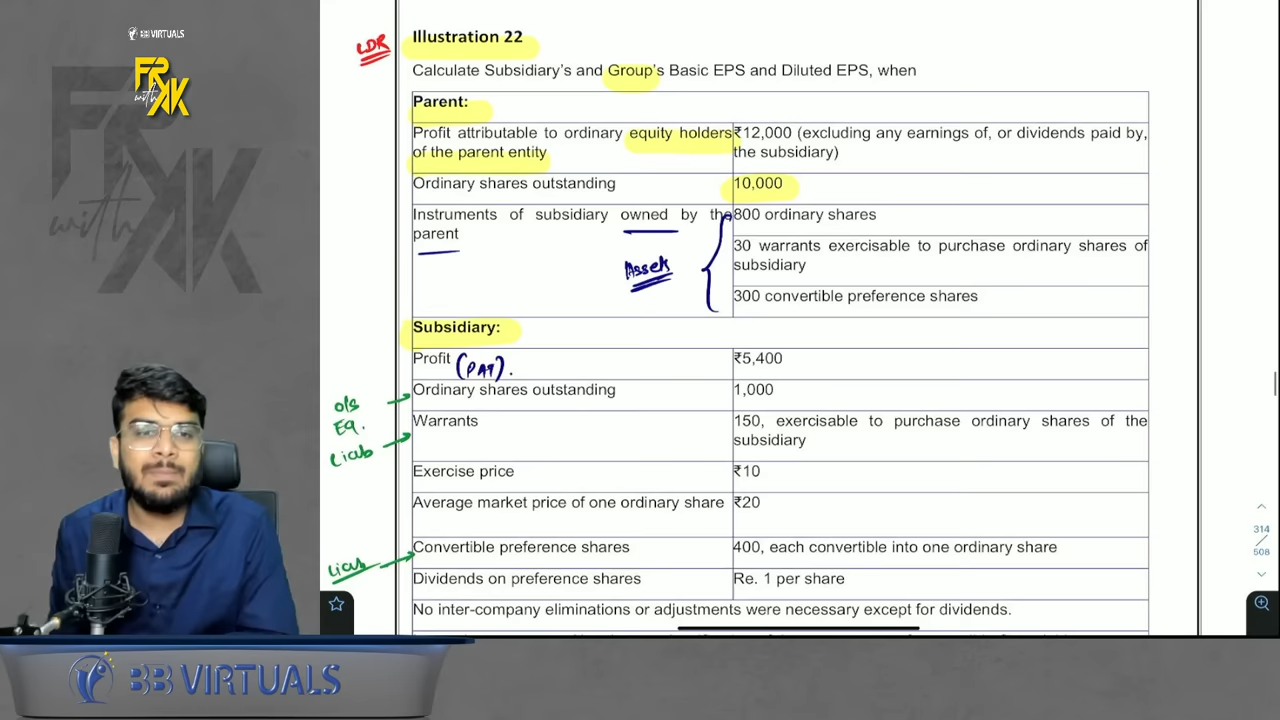 BB VIRTUALS
FR
with
AK
FR
with
AK
LDR
Illustration 22
Calculate Subsidiary's and Group's Basic EPS and Diluted EPS, when
Parent:
Profit attributable to ordinary equity holders of the parent entity
₹12,000 (excluding any earnings of, or dividends paid by, the subsidiary)
Ordinary shares outstanding
10,000
Instruments of subsidiary owned by the parent
Assets
800 ordinary shares
30 warrants exercisable to purchase ordinary shares of subsidiary
300 convertible preference shares
Subsidiary:
Profit (PAT).
₹5,400
o/s
Eq.
Ordinary shares outstanding
1,000
Liab
Warrants
150, exercisable to purchase ordinary shares of the subsidiary
Exercise price
₹10
Average market price of one ordinary share
₹20
Liab
Convertible preference shares
400, each convertible into one ordinary share
Dividends on preference shares
Re. 1 per share
No inter-company eliminations or adjustments were necessary except for dividends.
314
508
BB VIRTUALS